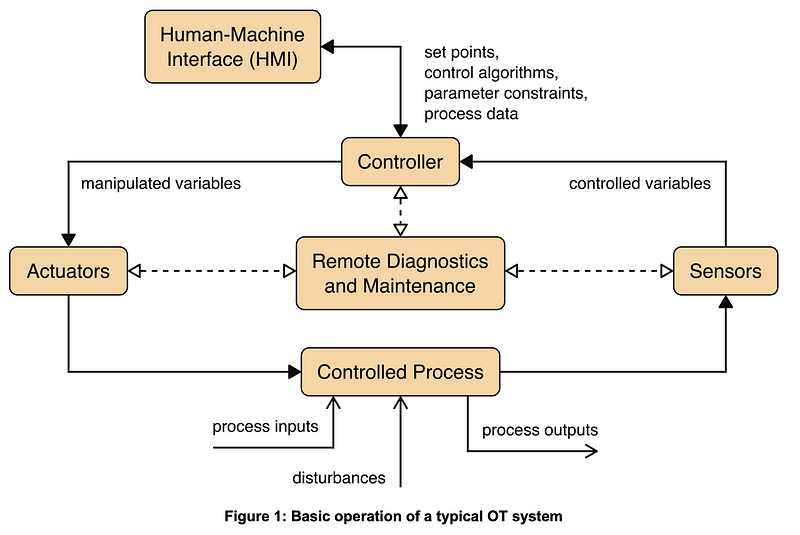 Human-Machine
Interface (HMI)
set points,
control algorithms,
parameter constraints,
process data
Controller
manipulated variables
controlled variables
Actuators
Remote Diagnostics
and Maintenance
Sensors
Controlled Process
process inputs
process outputs
disturbances
Figure 1: Basic operation of a typical OT system